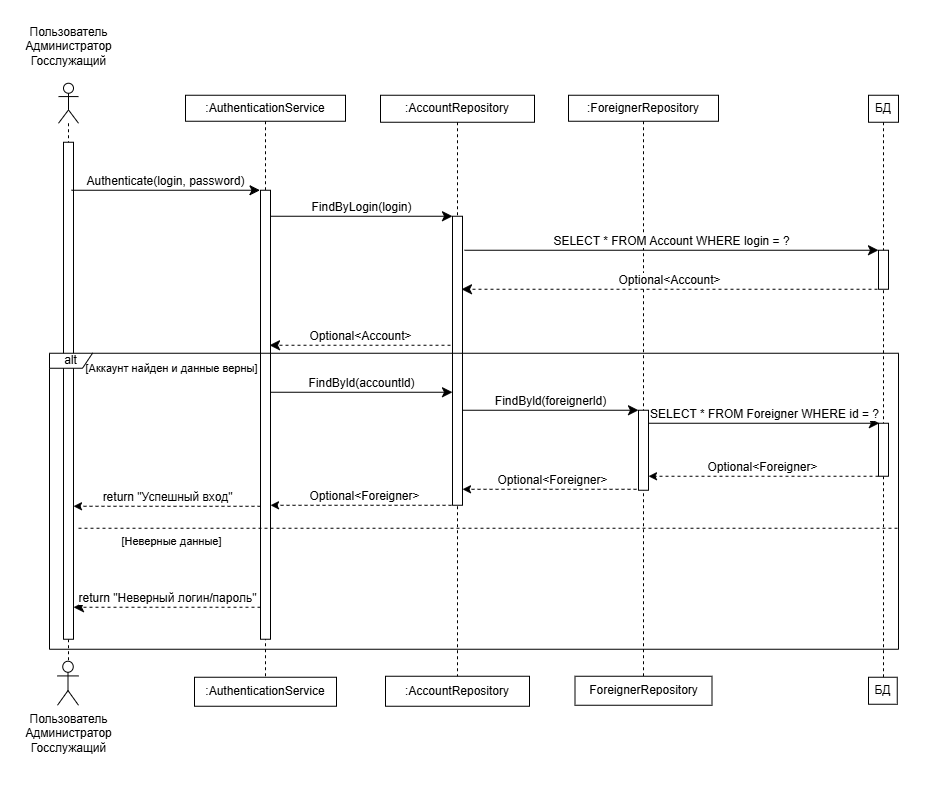 Пользователь
Администратор
Госслужащий
:AuthenticationService
:AccountRepository
:ForeignerRepository
БД
Authenticate(login, password)
FindByLogin(login)
SELECT * FROM Account WHERE login = ?
Optional<Account>
Optional<Account>
alt
[Аккаунт найден и данные верны]
FindById(accountId)
FindById(foreignerId)
SELECT * FROM Foreigner WHERE id = ?
Optional<Foreigner>
Optional<Foreigner>
Optional<Foreigner>
return "Успешный вход"
[Неверные данные]
return "Неверный логин/пароль"
:AuthenticationService
:AccountRepository
ForeignerRepository
БД
Пользователь
Администратор
Госслужащий